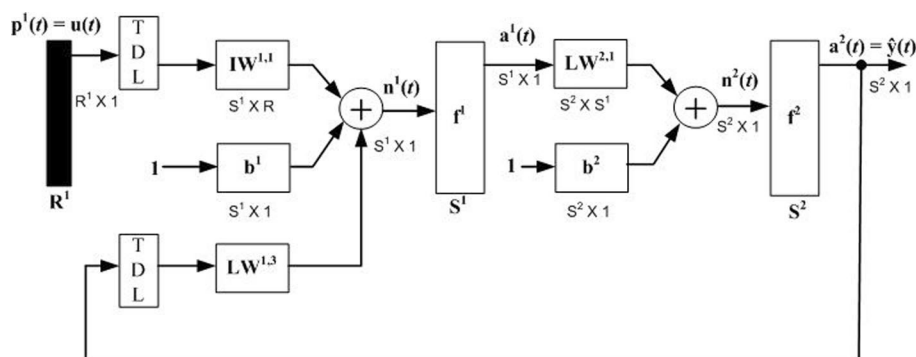 p¹(t) = u(t)
T
D
L
R¹ X 1
R¹
IW¹,¹
S¹ X R
1
b¹
S¹ X 1
T
D
L
LW¹,³
+
n¹(t)
S¹ X 1
f¹
S¹
a¹(t)
S¹ X 1
LW²,¹
S² X S¹
1
b²
S² X 1
+
n²(t)
S² X 1
f²
S²
a²(t) = ŷ(t)
S² X 1